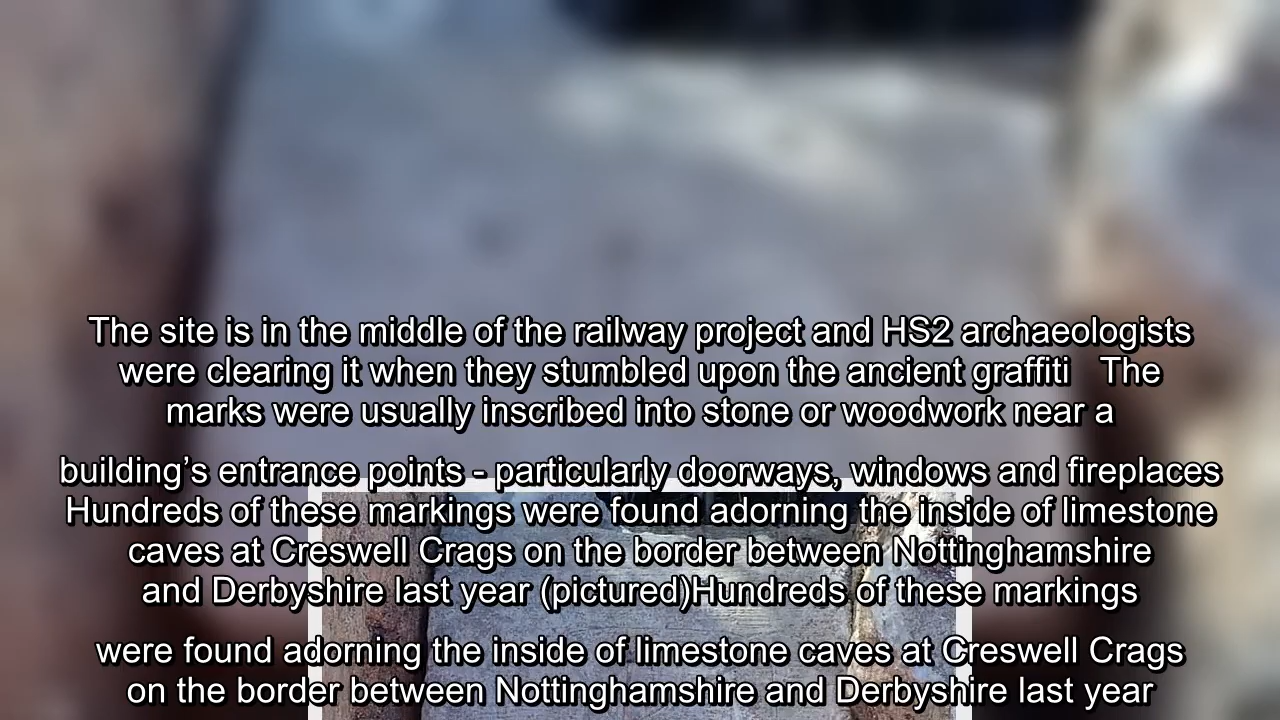 The site is in the middle of the railway project and HS2 archaeologists
were clearing it when they stumbled upon the ancient graffiti   The
marks were usually inscribed into stone or woodwork near a
building’s entrance points - particularly doorways, windows and fireplaces
Hundreds of these markings were found adorning the inside of limestone
caves at Creswell Crags on the border between Nottinghamshire
and Derbyshire last year (pictured)Hundreds of these markings
were found adorning the inside of limestone caves at Creswell Crags
on the border between Nottinghamshire and Derbyshire last year